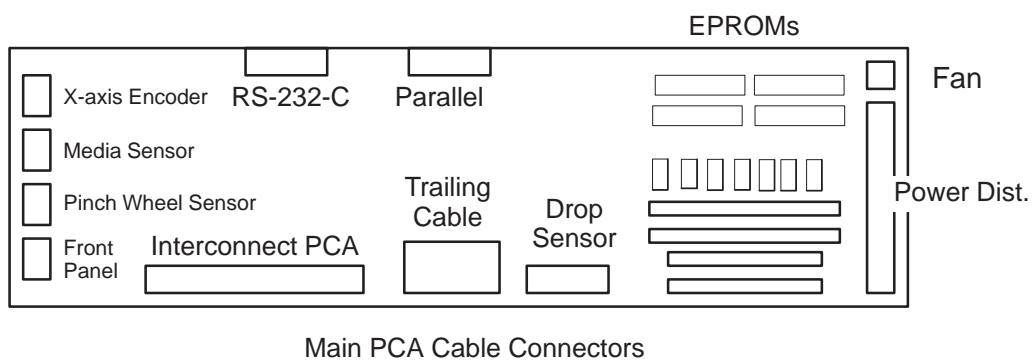 EPROMs
X-axis Encoder
RS-232-C
Parallel
Fan
Media Sensor
Pinch Wheel Sensor
Trailing
Cable
Drop
Sensor
Power Dist.
Front
Panel
Interconnect PCA
Main PCA Cable Connectors